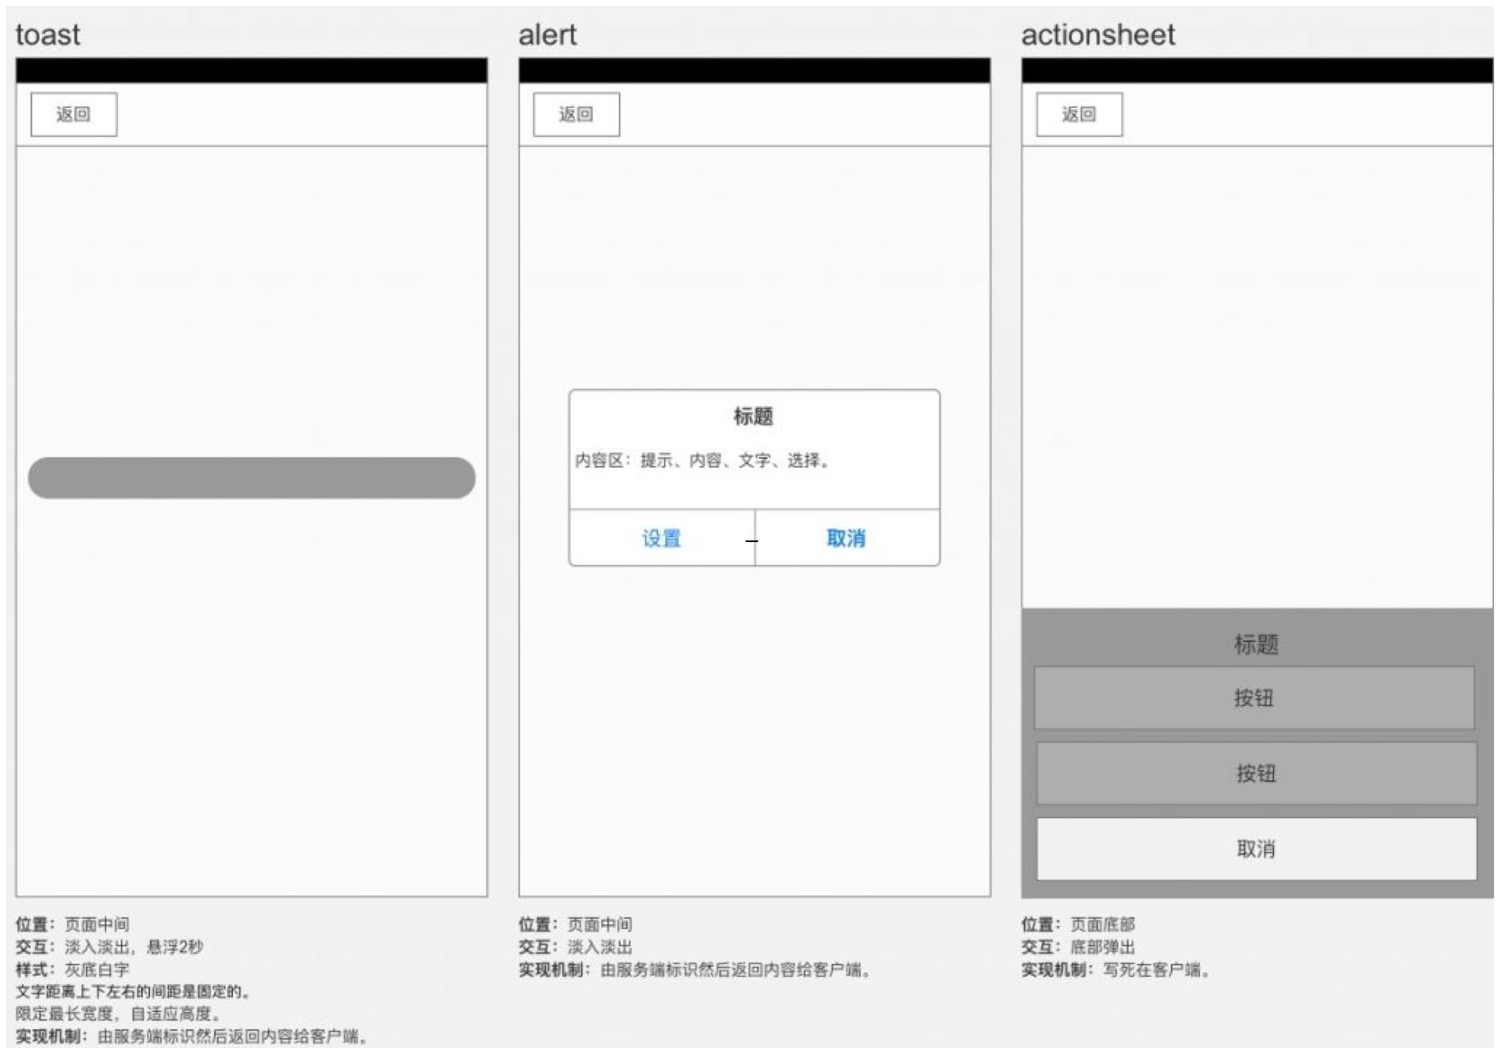 toast
返回
位置：页面中间
交互：淡入淡出，悬浮2秒
样式：灰底白字
文字距离上下左右的间距是固定的。
限定最长宽度，自适应高度。
实现机制：由服务端标识然后返回内容给客户端。
alert
返回
标题
内容区：提示、内容、文字、选择。
设置
取消
位置：页面中间
交互：淡入淡出
实现机制：由服务端标识然后返回内容给客户端。
actionsheet
返回
标题
按钮
按钮
取消
位置：页面底部
交互：底部弹出
实现机制：写死在客户端。